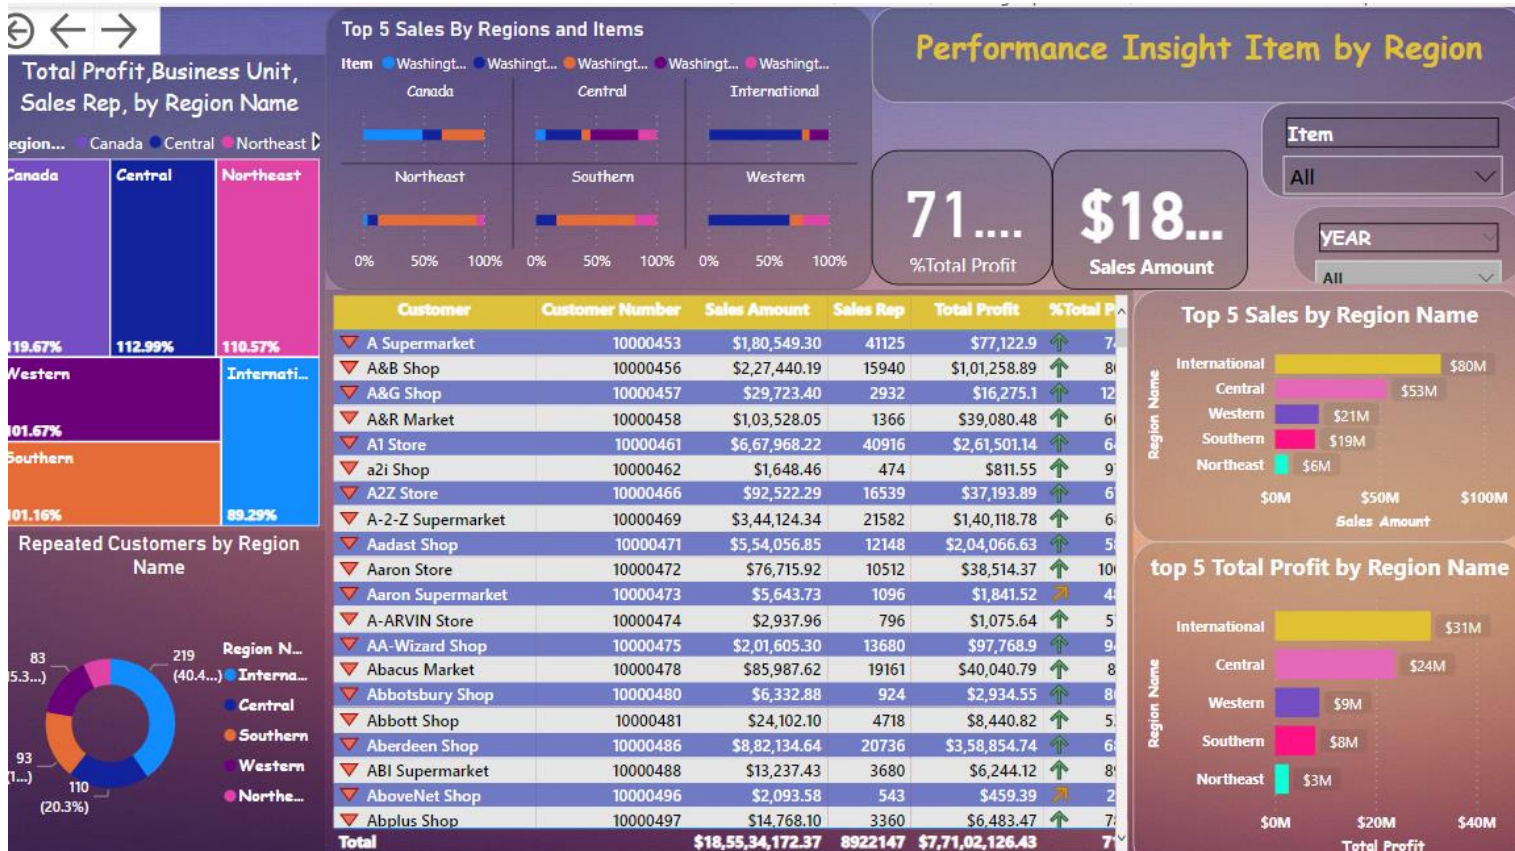 Total Profit,Business Unit,
Sales Rep, by Region Name
egion... Canada Central Northeast
Canada Central Northeast
119.67% 112.99% 110.57%
Western Internati...
101.67%
Southern
101.16% 89.29%
Repeated Customers by Region
Name
Region N...
Interna...
Central
Southern
Western
Northe...
219
(40.4...)
110
(20.3%)
93
(1...)
83
(15.3...)
Top 5 Sales By Regions and Items
Item Washingt... Washingt... Washingt... Washingt... Washingt...
Canada Central International
Northeast Southern Western
0% 50% 100% 0% 50% 100% 0% 50% 100%
Performance Insight Item by Region
71....
%Total Profit
$18...
Sales Amount
Item
All
YEAR
All
Customer Customer Number Sales Amount Sales Rep Total Profit %Total P
A Supermarket 10000453 $1,80,549.30 41125 $77,122.9
A&B Shop 10000456 $2,27,440.19 15940 $1,01,258.89
A&G Shop 10000457 $29,723.40 2932 $16,275.1
A&R Market 10000458 $1,03,528.05 1366 $39,080.48
A1 Store 10000461 $6,67,968.22 40916 $2,61,501.14
a2i Shop 10000462 $1,648.46 474 $811.55
A2Z Store 10000466 $92,522.29 16539 $37,193.89
A-2-Z Supermarket 10000469 $3,44,124.34 21582 $1,40,118.78
Aadast Shop 10000471 $5,54,056.85 12148 $2,04,066.63
Aaron Store 10000472 $76,715.92 10512 $38,514.37
Aaron Supermarket 10000473 $5,643.73 1096 $1,841.52
A-ARVIN Store 10000474 $2,937.96 796 $1,075.64
AA-Wizard Shop 10000475 $2,01,605.30 13680 $97,768.9
Abacus Market 10000478 $85,987.62 19161 $40,040.79
Abbotsbury Shop 10000480 $6,332.88 924 $2,934.55
Abbott Shop 10000481 $24,102.10 4718 $8,440.82
Aberdeen Shop 10000486 $8,82,134.64 20736 $3,58,854.74
ABI Supermarket 10000488 $13,237.43 3680 $6,244.12
AboveNet Shop 10000496 $2,093.58 543 $459.39
Abplus Shop 10000497 $14,768.10 3360 $6,483.47
Total $18,55,34,172.37 8922147 $7,71,02,126.43
Top 5 Sales by Region Name
Region Name
International $80M
Central $53M
Western $21M
Southern $19M
Northeast $6M
$0M $50M $100M
Sales Amount
top 5 Total Profit by Region Name
Region Name
International $31M
Central $24M
Western $9M
Southern $8M
Northeast $3M
$0M $20M $40M
Total Profit